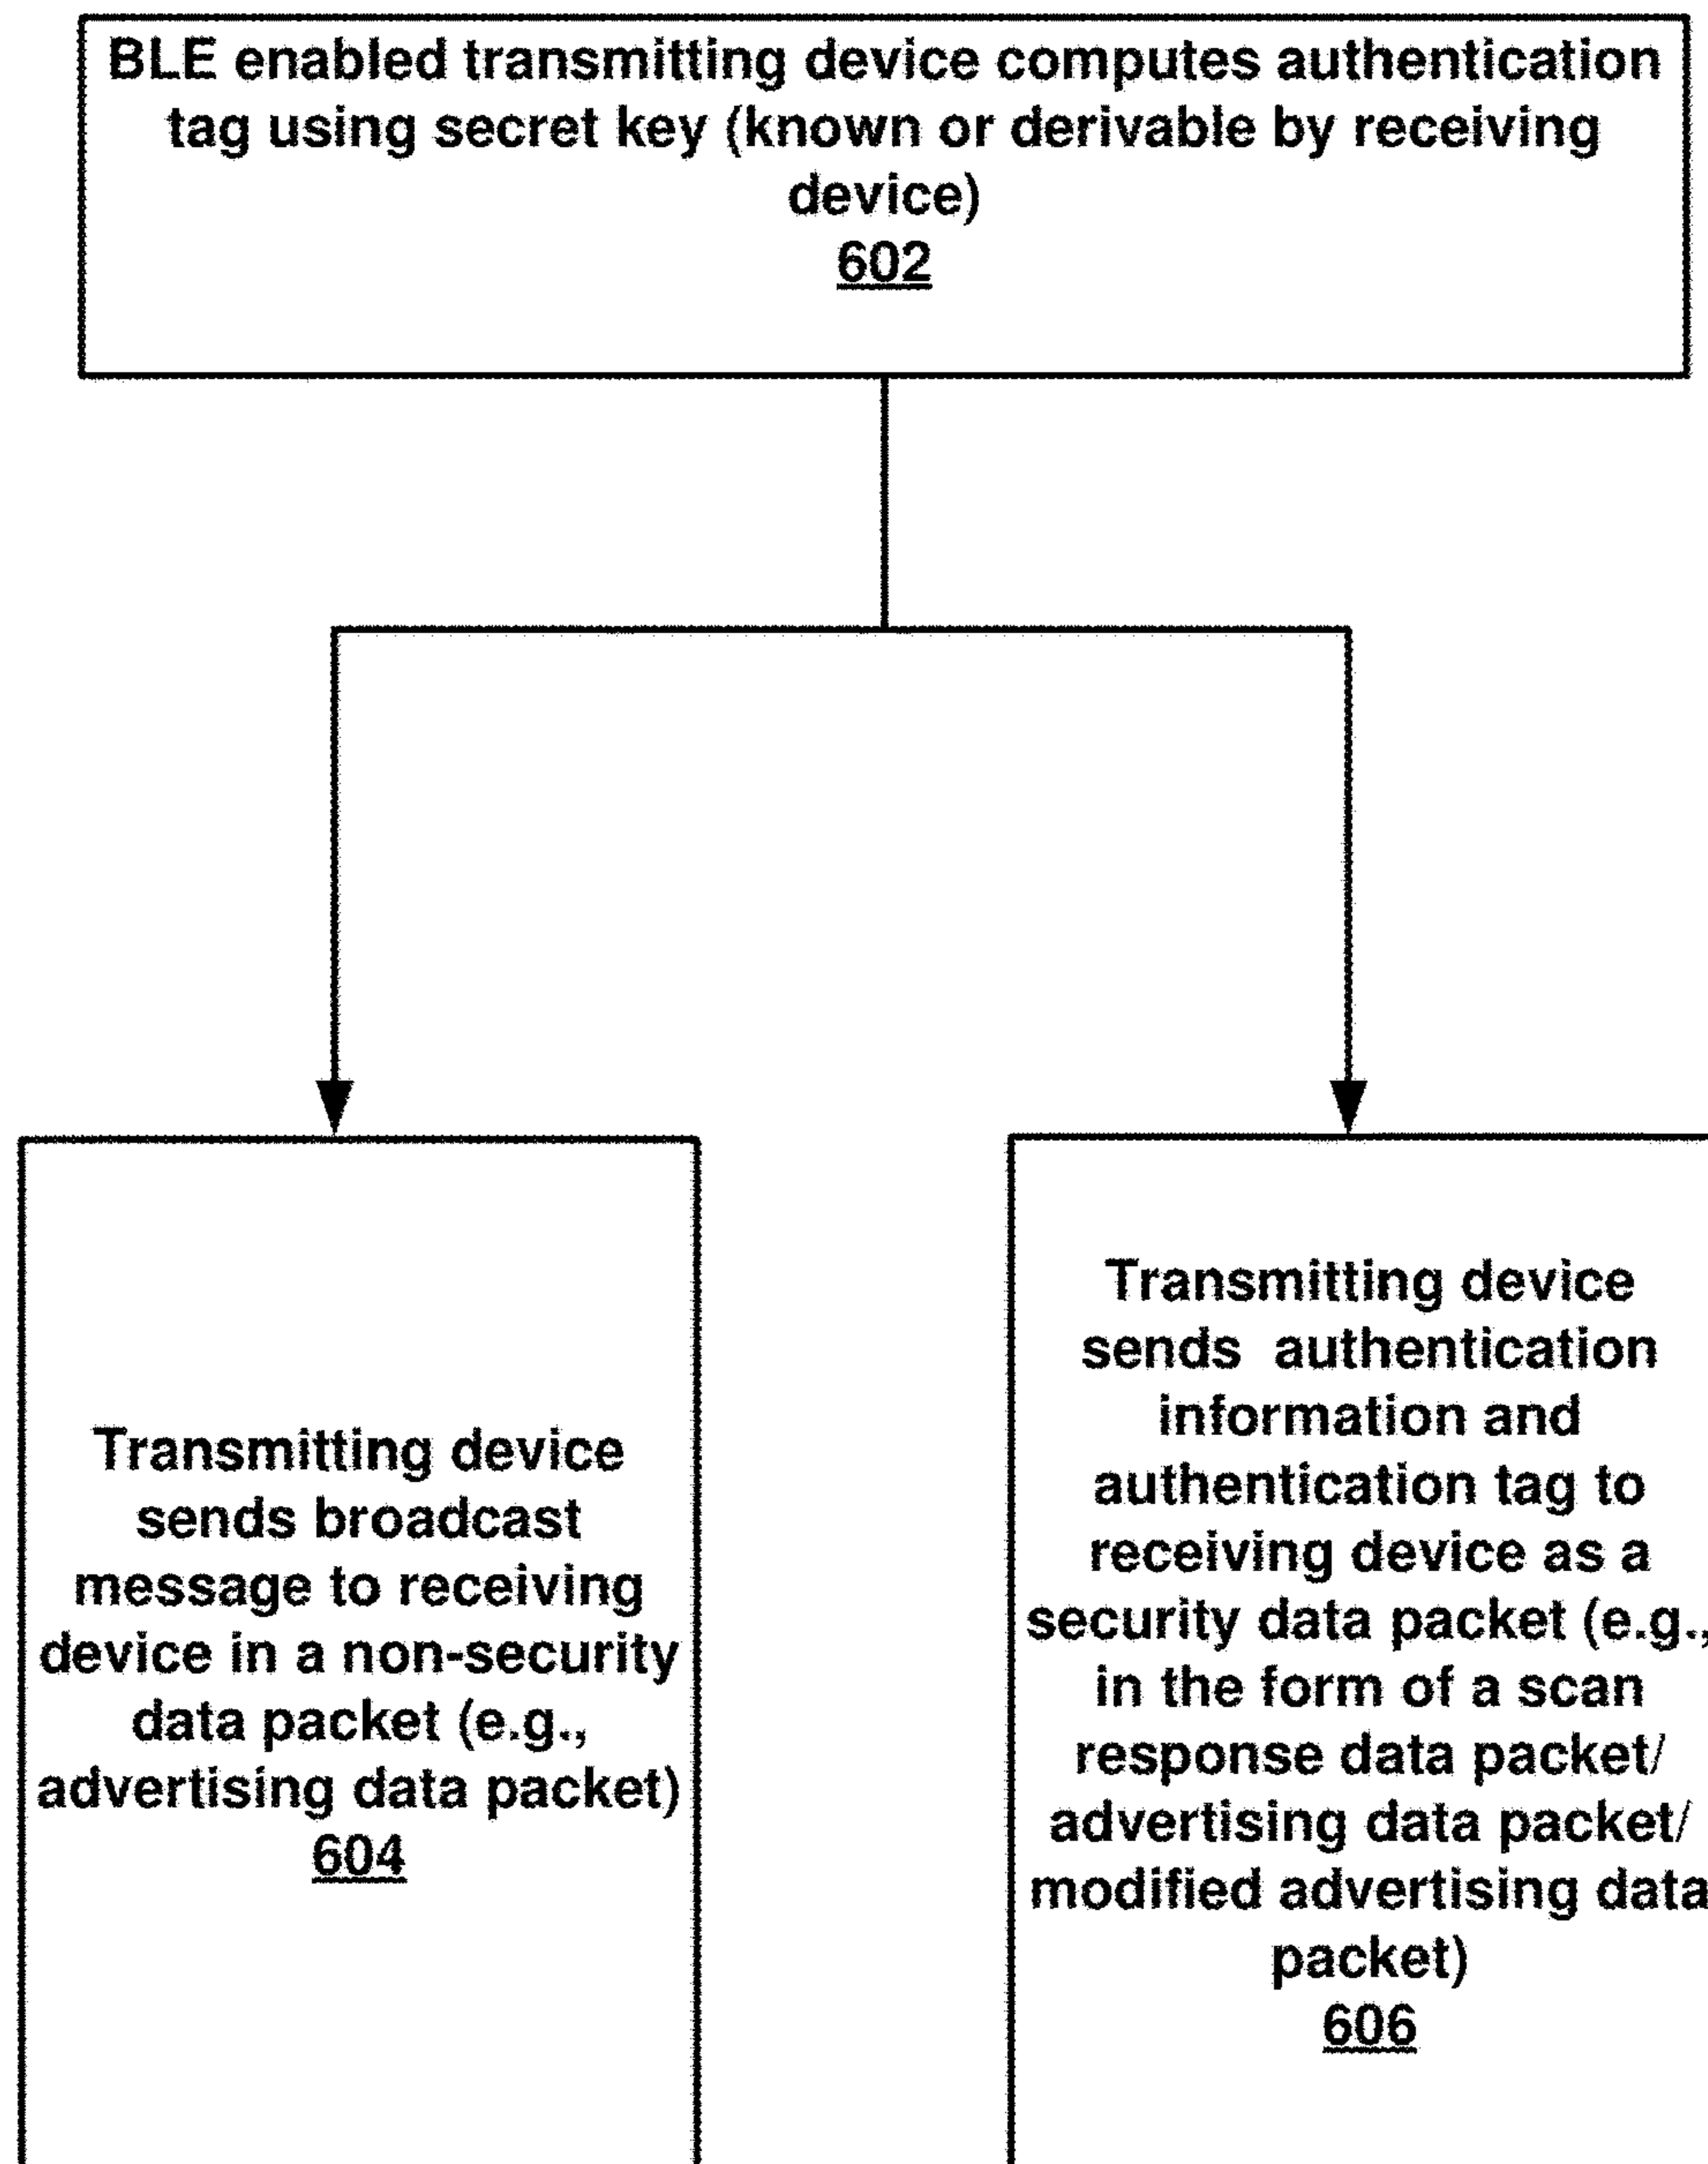 BLE enabled transmitting device computes authentication
tag using secret key (known or derivable by receiving
device)
602
Transmitting device
sends broadcast
message to receiving
device in a non-security
data packet (e.g.,
advertising data packet)
604
Transmitting device
sends authentication
information and
authentication tag to
receiving device as a
security data packet (e.g.,
in the form of a scan
response data packet/
advertising data packet/
modified advertising data
packet)
606